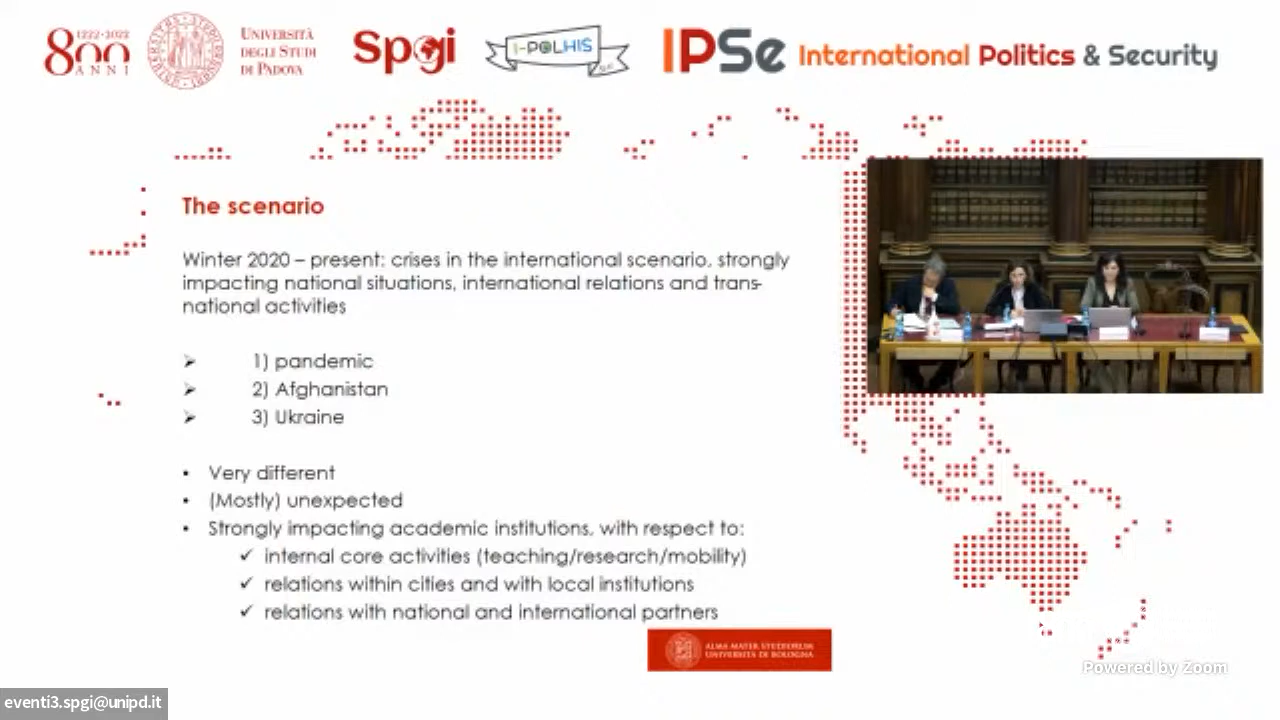 1222·2022
800
ANNI
UNIVERSITÀ
DEGLI STUDI
DI PADOVA
Spgi
I-POLHIS
IPSe International Politics & Security
The scenario
Winter 2020 – present: crises in the international scenario, strongly
impacting national situations, international relations and trans-
national activities
➢ 1) pandemic
➢ 2) Afghanistan
➢ 3) Ukraine
• Very different
• (Mostly) unexpected
• Strongly impacting academic institutions, with respect to:
✓ internal core activities (teaching/research/mobility)
✓ relations within cities and with local institutions
✓ relations with national and international partners
ALMA MATER STUDIORUM
UNIVERSITÀ DI BOLOGNA
Powered by Zoom
eventi3.spgi@unipd.it